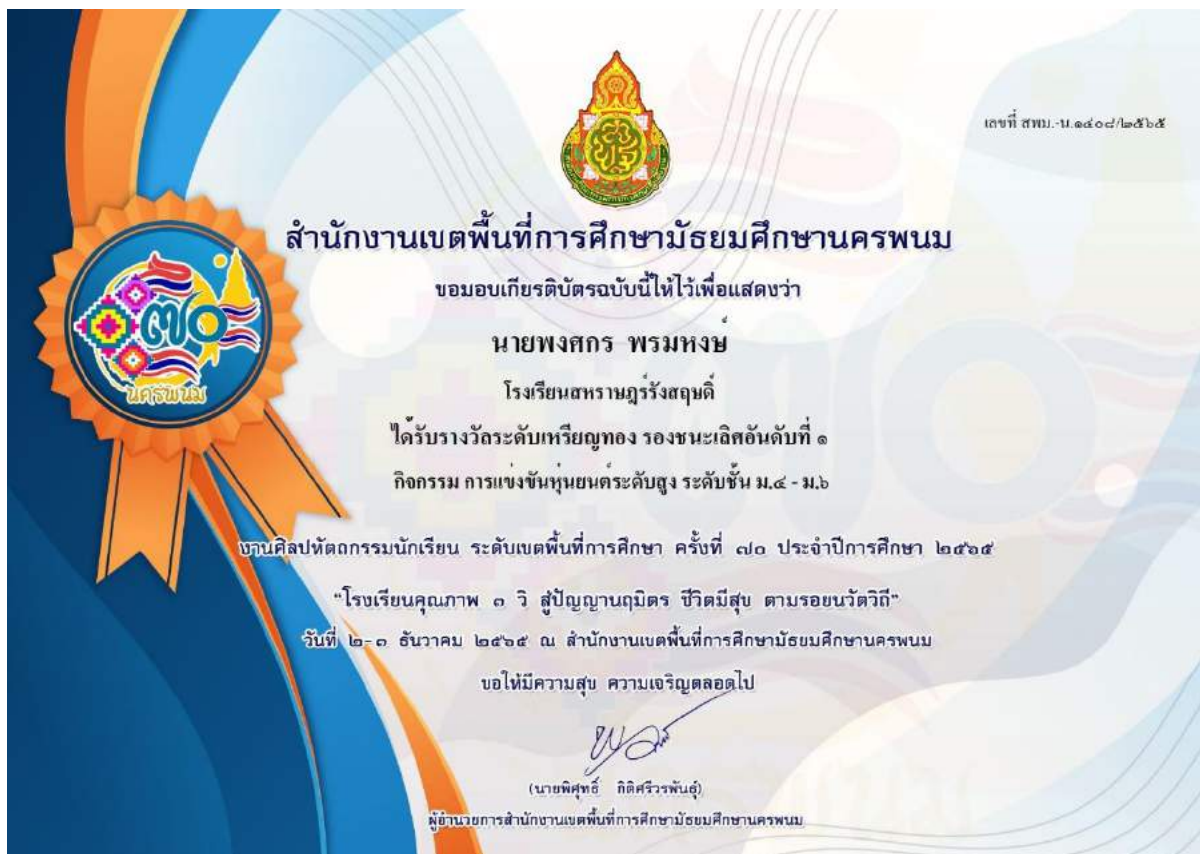 เลขที่ สพม.-น.๑๔๐๘/๒๕๖๕
สำนักงานเขตพื้นที่การศึกษามัธยมศึกษานครพนม
ขอมอบเกียรติบัตรฉบับนี้ให้ไว้เพื่อแสดงว่า
นายพงศกร พรมหงษ์
โรงเรียนสหราษฎร์รังสฤษดิ์
ได้รับรางวัลระดับเหรียญทอง รองชนะเลิศอันดับที่ ๑
กิจกรรม การแข่งขันหุ่นยนต์ระดับสูง ระดับชั้น ม.๔ - ม.๖
งานศิลปหัตถกรรมนักเรียน ระดับเขตพื้นที่การศึกษา ครั้งที่ ๗๐ ประจำปีการศึกษา ๒๕๖๕
"โรงเรียนคุณภาพ ๓ วิ สู่ปัญญานฤมิตร ชีวิตมีสุข ตามรอยนวัตวิถี"
วันที่ ๒-๓ ธันวาคม ๒๕๖๕ ณ สำนักงานเขตพื้นที่การศึกษามัธยมศึกษานครพนม
ขอให้มีความสุข ความเจริญตลอดไป
(นายพิศุทธิ์ กิติศรีวรพันธุ์)
ผู้อำนวยการสำนักงานเขตพื้นที่การศึกษามัธยมศึกษานครพนม
๗๐
นครพนม